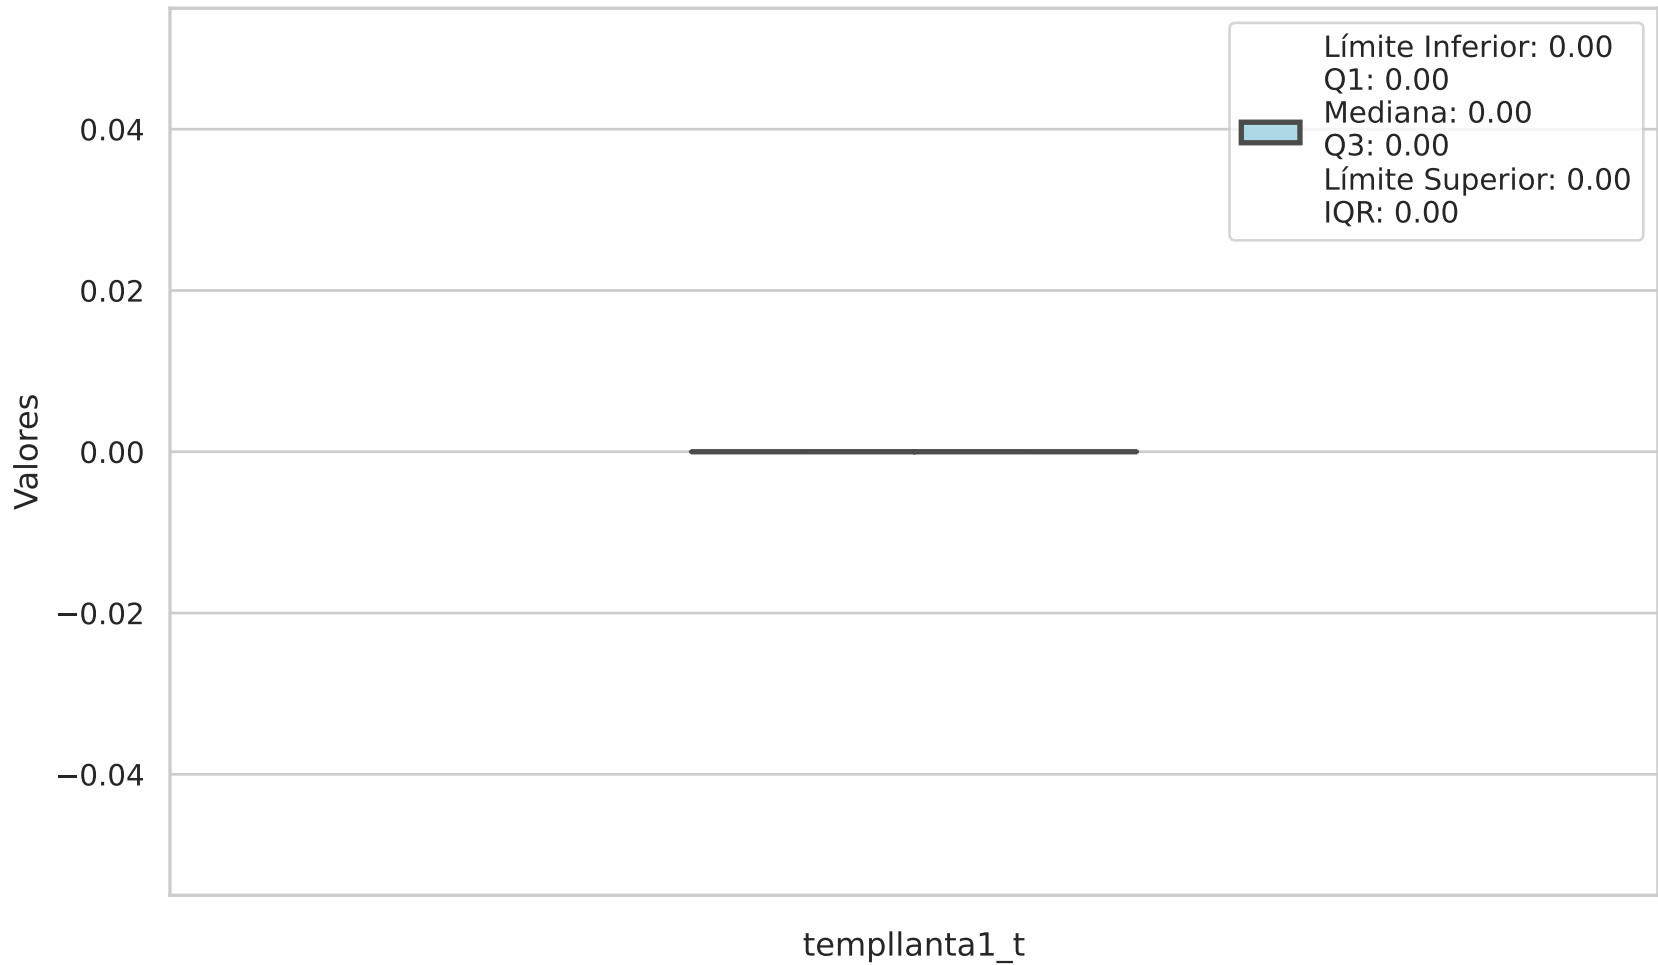 Límite Inferior: 0.00
Q1: 0.00
Mediana: 0.00
Q3: 0.00
Límite Superior: 0.00
IQR: 0.00
0.04
0.02
0.00
−0.02
−0.04
Valores
templlanta1_t